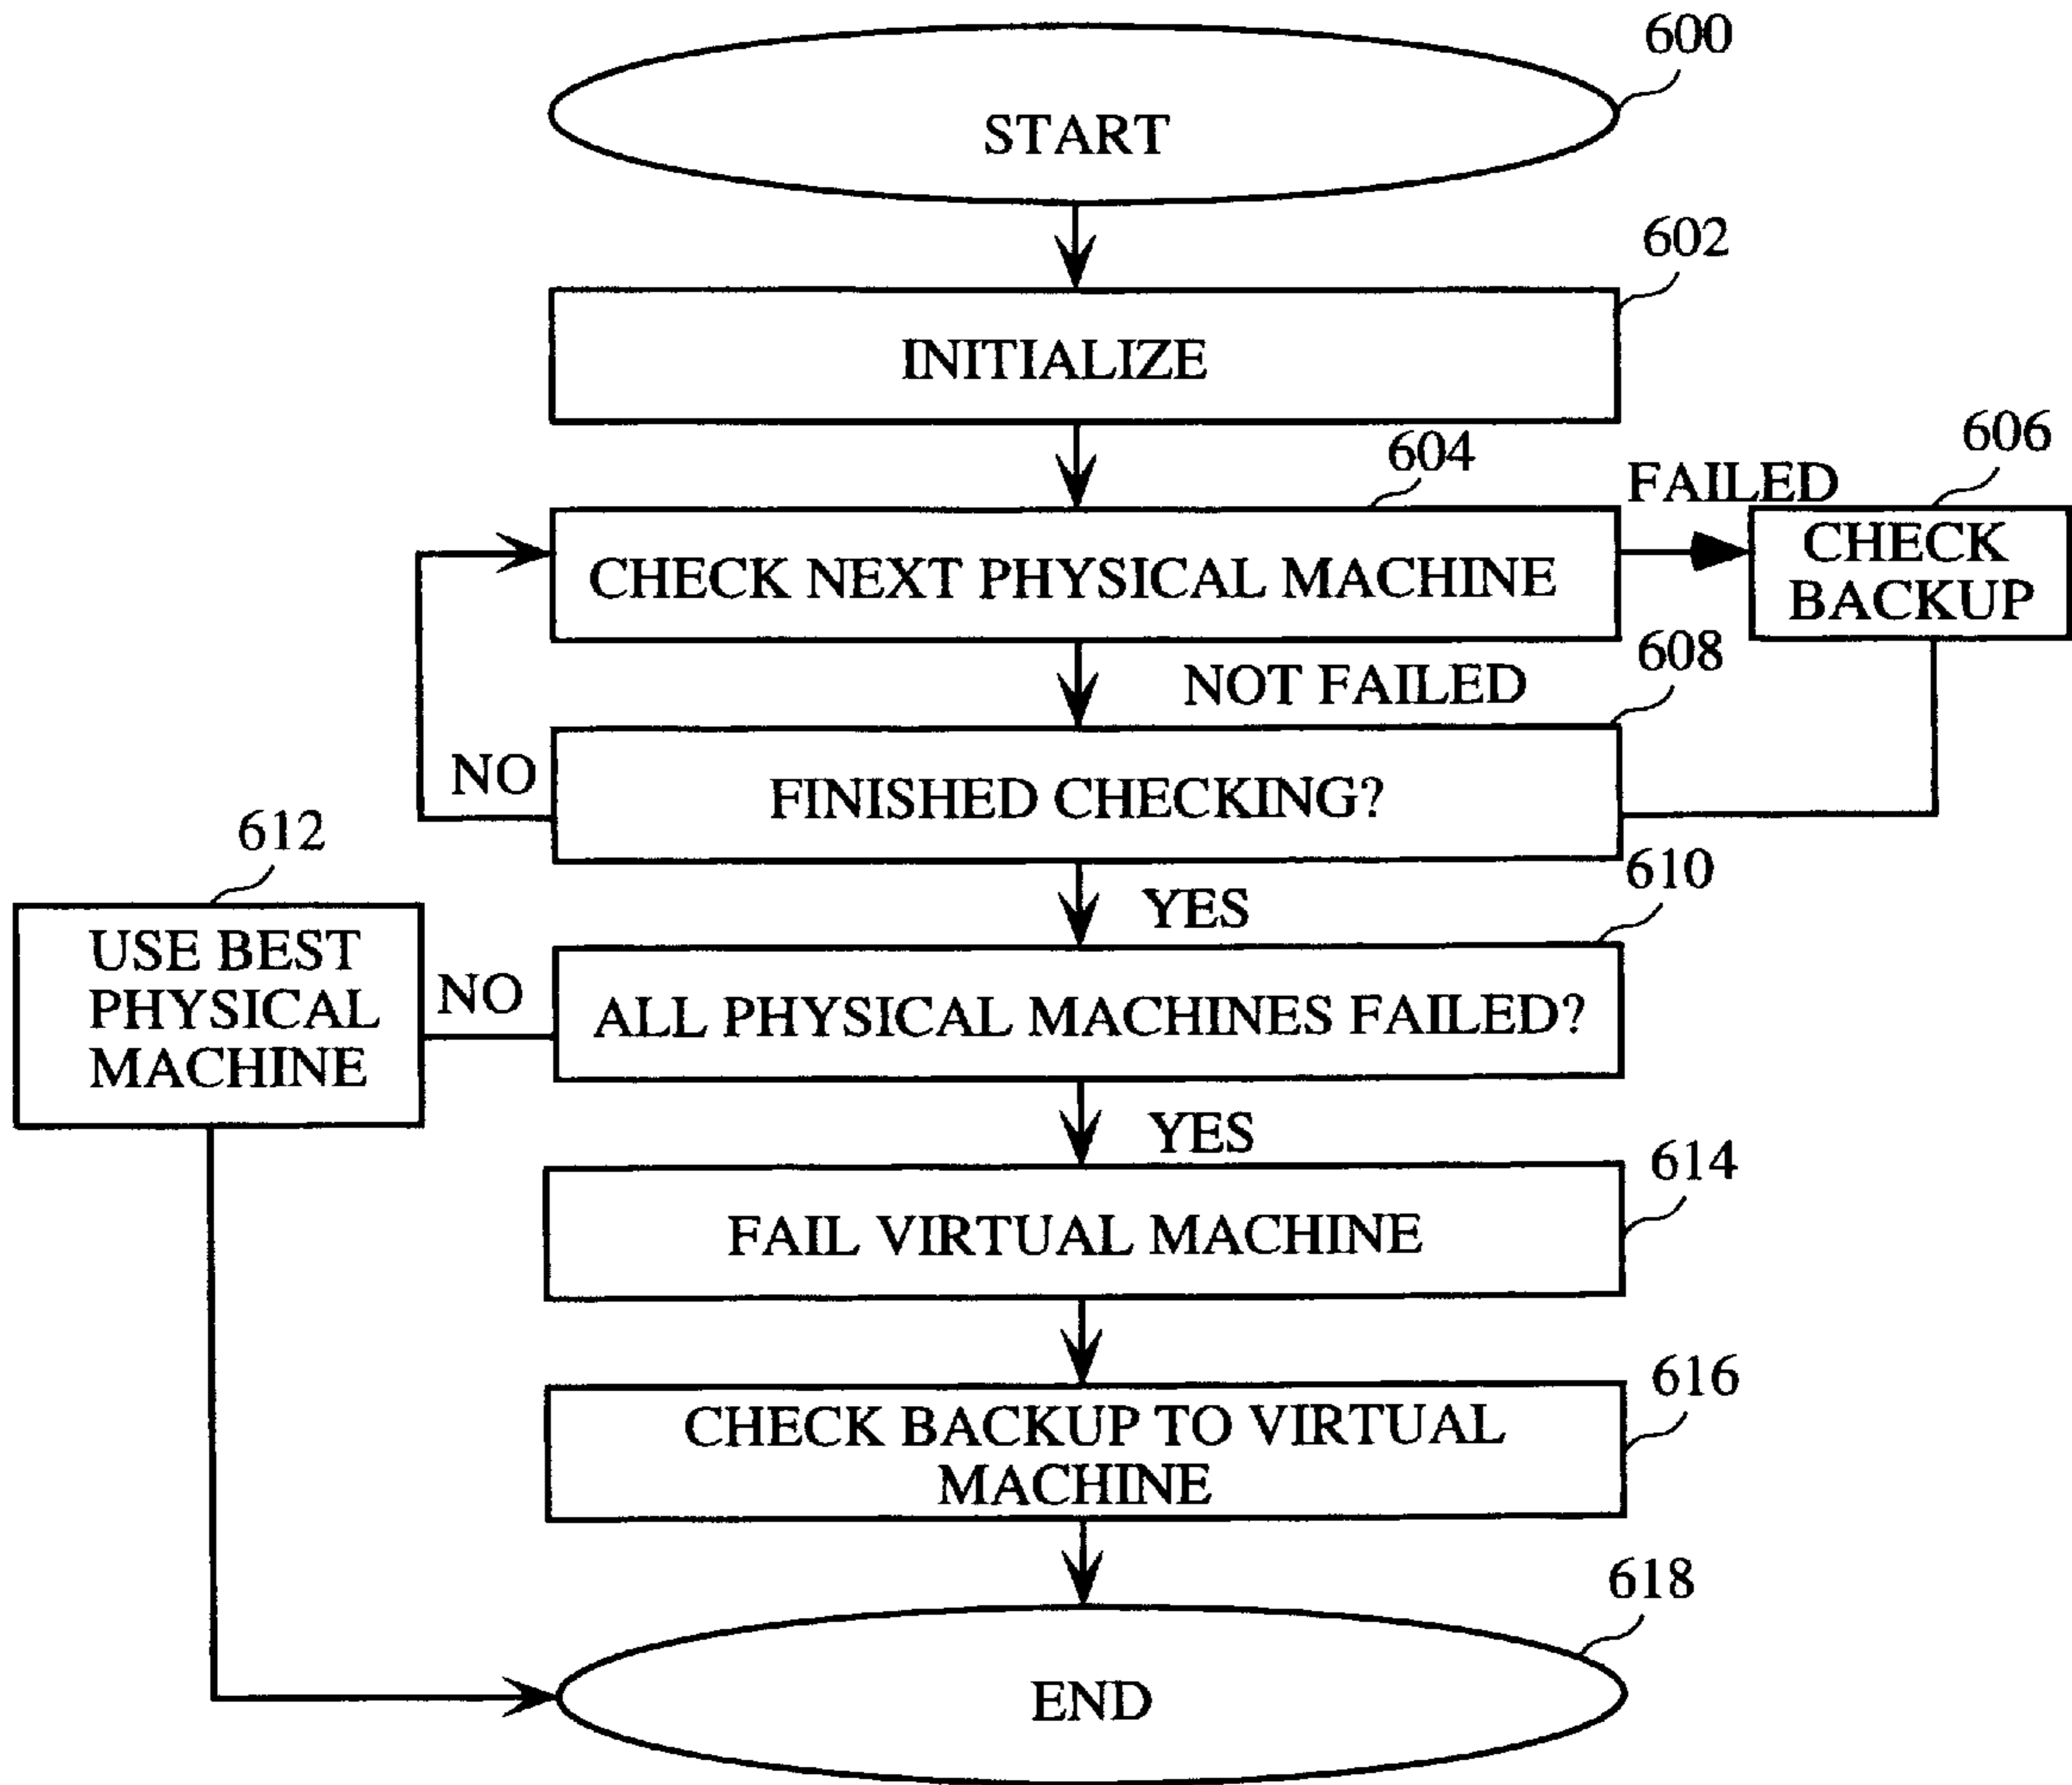 600
START
602
INITIALIZE
604
FAILED
606
CHECK NEXT PHYSICAL MACHINE
CHECK
BACKUP
NOT FAILED
608
NO
FINISHED CHECKING?
612
YES
610
USE BEST
PHYSICAL
MACHINE
NO
ALL PHYSICAL MACHINES FAILED?
YES
614
FAIL VIRTUAL MACHINE
616
CHECK BACKUP TO VIRTUAL
MACHINE
618
END